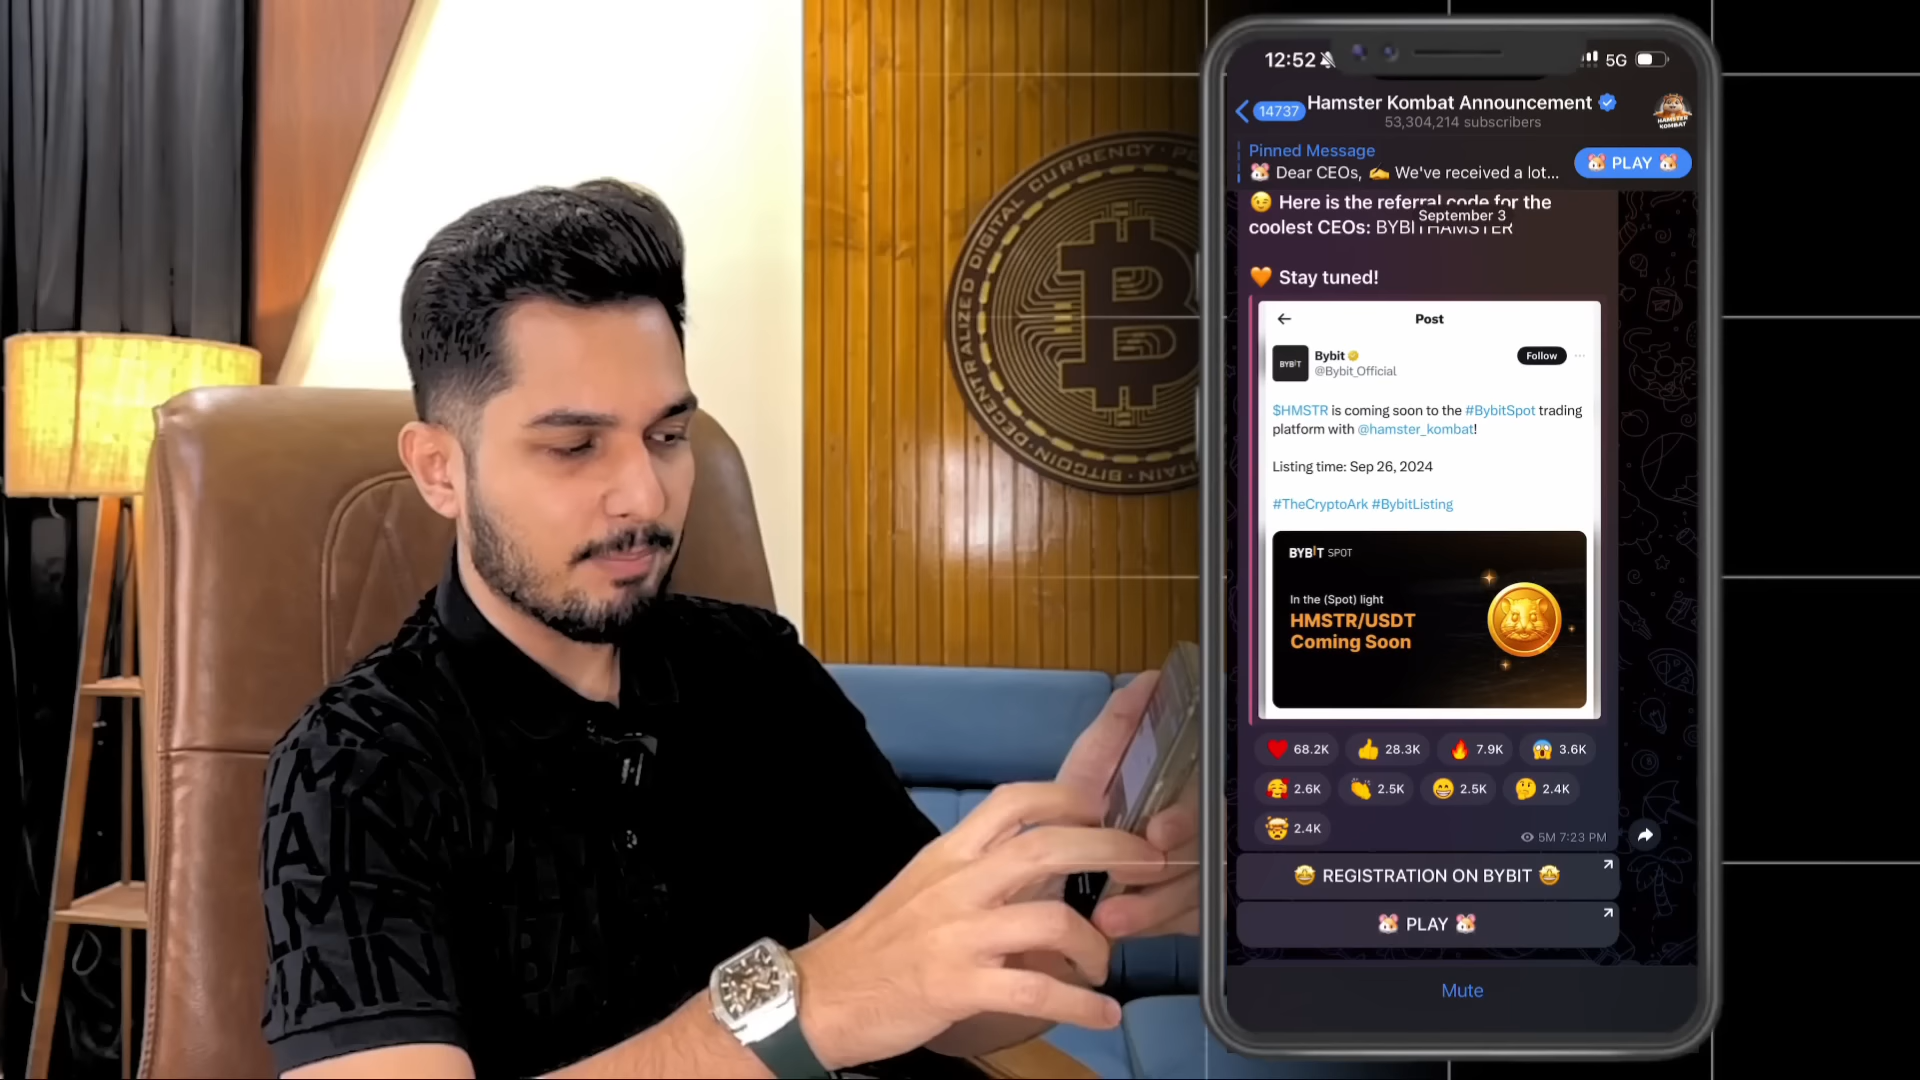 12:52
5G
14737
Hamster Kombat Announcement
53,304,214 subscribers
Pinned Message
🐹 Dear CEOs, ✍️ We've received a lot...
🐹 PLAY 🐹
HAMSTER
KOMBAT
😉 Here is the referral code for the
September 3
coolest CEOs: BYBITHAMSTER
🧡 Stay tuned!
Post
BYBIT
Bybit
@Bybit_Official
Follow
$HMSTR is coming soon to the #BybitSpot trading
platform with @hamster_kombat!
Listing time: Sep 26, 2024
#TheCryptoArk #BybitListing
BYBIT SPOT
In the (Spot) light
HMSTR/USDT
Coming Soon
❤️ 68.2K 👍 28.3K 🔥 7.9K 😱 3.6K
🥰 2.6K 👏 2.5K 😁 2.5K 🤔 2.4K
🤯 2.4K
5M 7:23 PM
🤩 REGISTRATION ON BYBIT 🤩
🐹 PLAY 🐹
Mute
DECENTRALIZED DIGITAL CURRENCY
BITCOIN